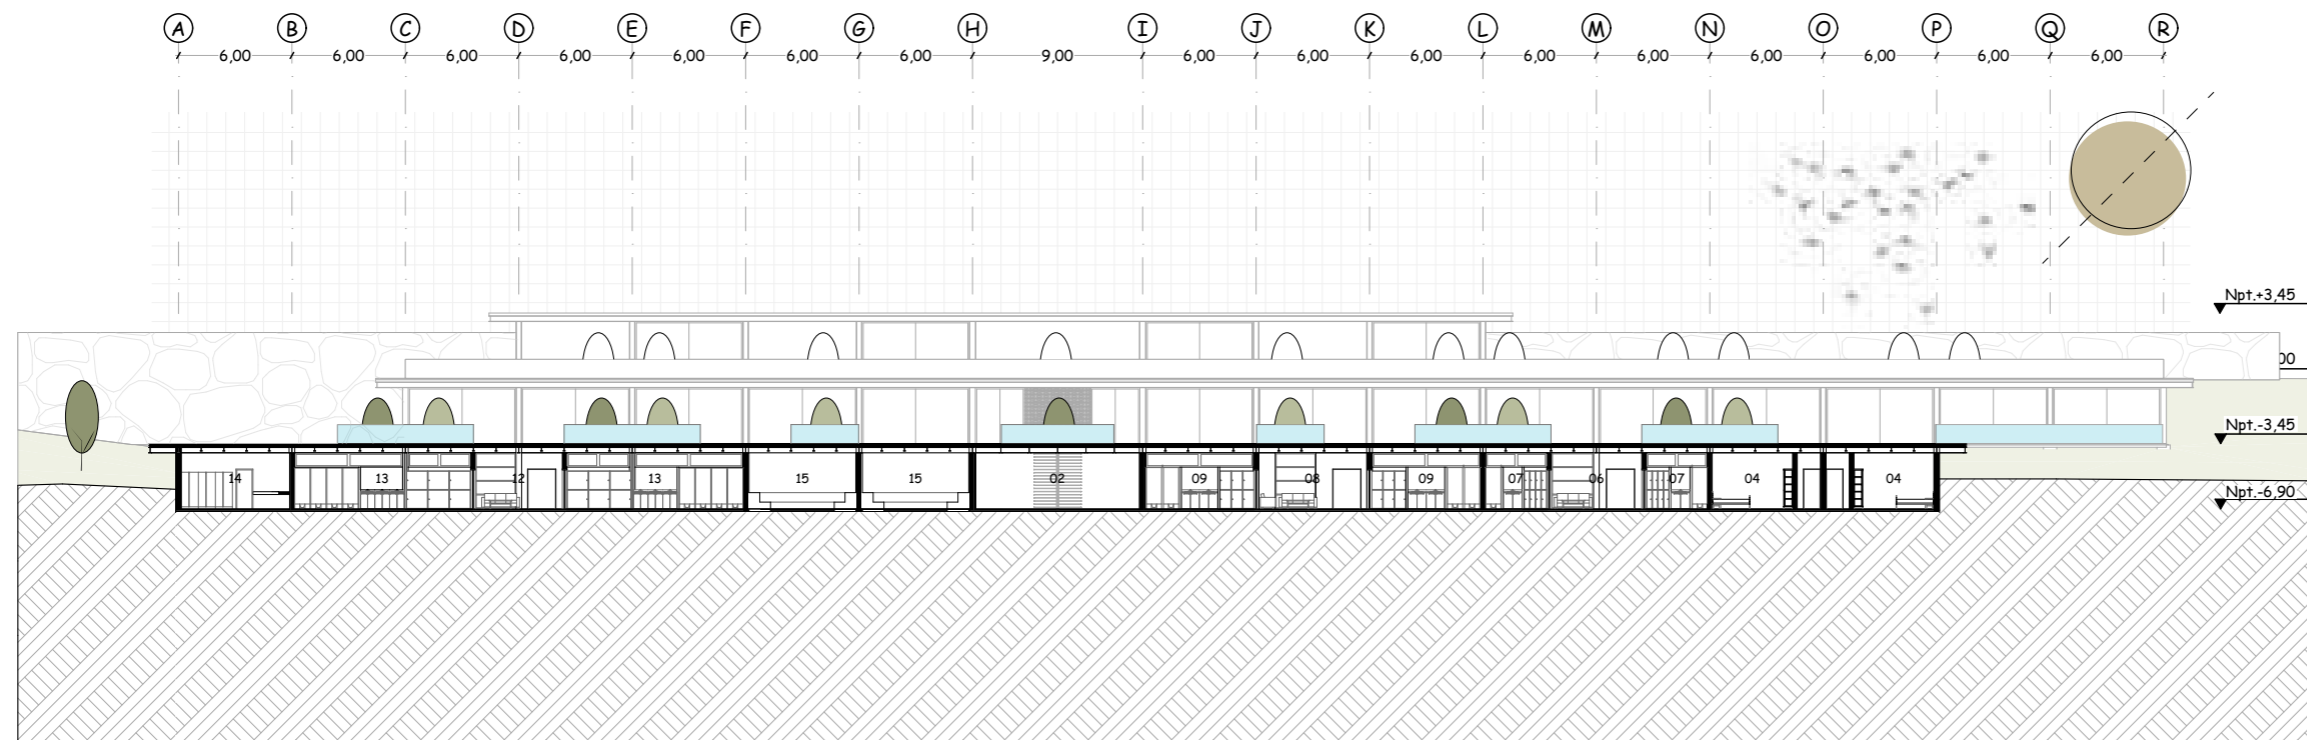 A B C D E F G H I J K L M N O P Q R
6,00 6,00 6,00 6,00 6,00 6,00 6,00 9,00 6,00 6,00 6,00 6,00 6,00 6,00 6,00 6,00 6,00
Npt.+3,45
00
Npt.-3,45
14 13 12 13 15 15 02 09 08 09 07 06 07 04 04
Npt.-6,90